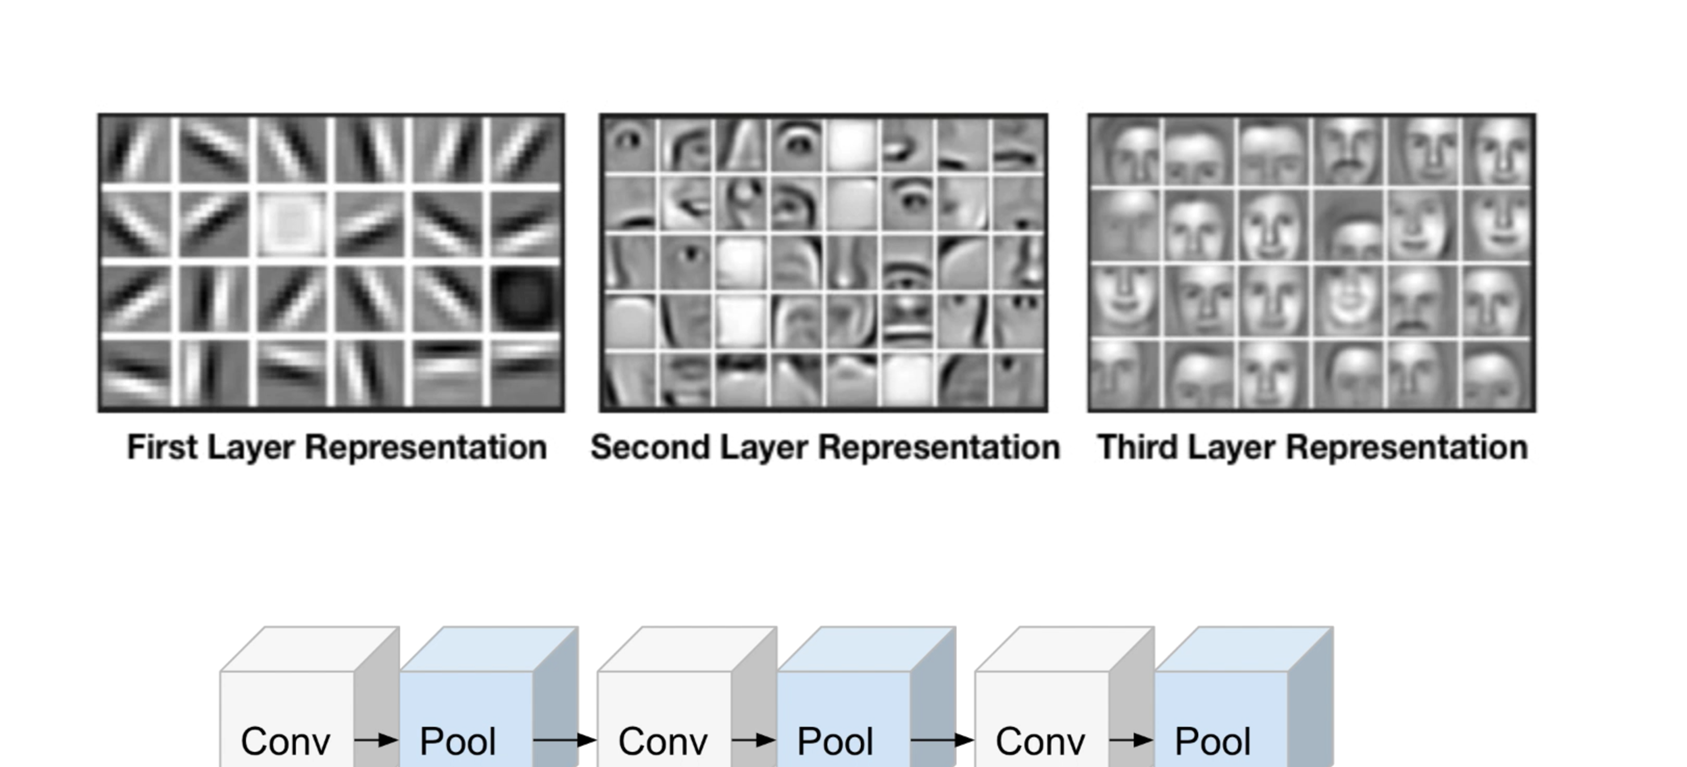 First Layer Representation
Second Layer Representation
Third Layer Representation
Conv
Pool
Conv
Pool
Conv
Pool